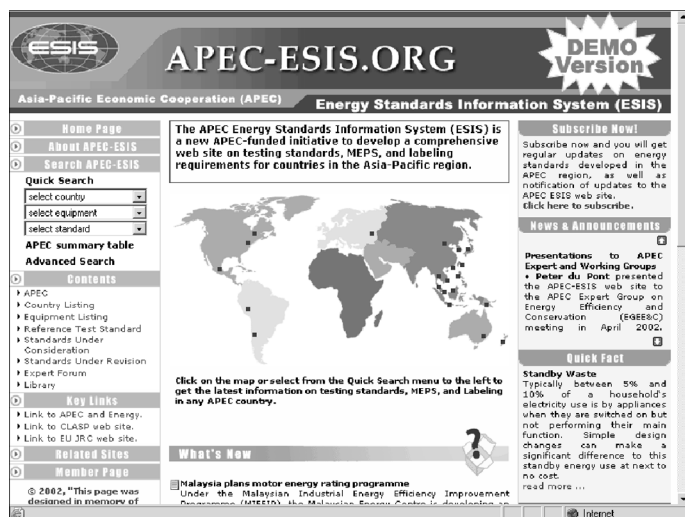 ESIS
APEC-ESIS.ORG
DEMO
Version
Asia-Pacific Economic Cooperation (APEC)
Energy Standards Information System (ESIS)
Home Page
About APEC-ESIS
Search APEC-ESIS
Quick Search
select country
select equipment
select standard
APEC summary table
Advanced Search
Contents
APEC
Country Listing
Equipment Listing
Reference Test Standard
Standards Under
Consideration
Standards Under Revision
Expert Forum
Library
Key Links
Link to APEC and Energy.
Link to CLASP web site.
Link to EU JRC web site.
Related Sites
Member Page
© 2002, "This page was
designed in memory of
The APEC Energy Standards Information System (ESIS) is
a new APEC-funded initiative to develop a comprehensive
web site on testing standards, MEPS, and labeling
requirements for countries in the Asia-Pacific region.
Click on the map or select from the Quick Search menu to the left to
get the latest information on testing standards, MEPS, and Labeling
in any APEC country.
What's New
?
Malaysia plans motor energy rating programme
Under the Malaysian Industrial Energy Efficiency Improvement
Programme (MIEEIP), the Malaysian Energy Centre is developing an
Subscribe Now!
Subscribe now and you will get
regular updates on energy
standards developed in the
APEC region, as well as
notification of updates to the
APEC ESIS web site.
Click here to subscribe.
News & Announcements
Presentations to APEC
Expert and Working Groups
• Peter du Pont presented
the APEC-ESIS web site to
the APEC Expert Group on
Energy Efficiency and
Conservation (EGEE&C)
meeting in April 2002.
Quick Fact
Standby Waste
Typically between 5% and
10% of a household's
electricity use is by appliances
when they are switched on but
not performing their main
function. Simple design
changes can make a
significant difference to this
standby energy use at next to
no cost.
read more ...
Internet